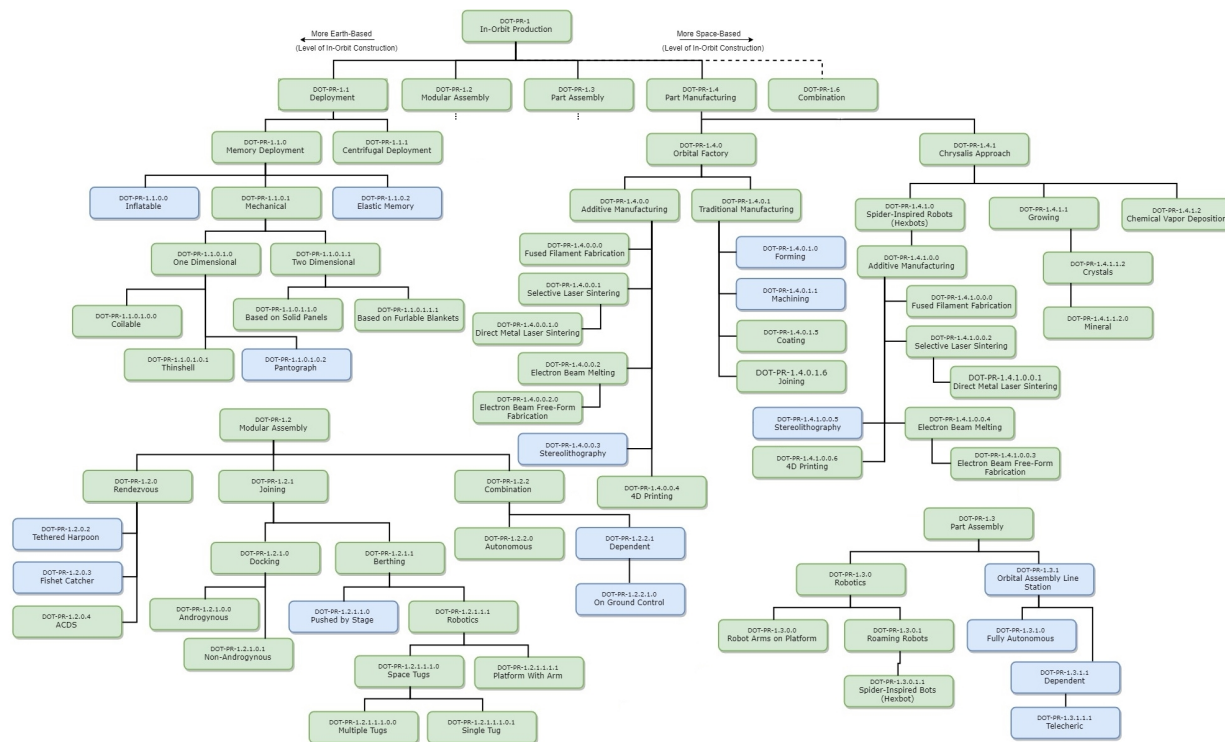 DOT-PR-1
In-Orbit Production
More Earth-Based
(Level of In-Orbit Construction)
More Space-Based
(Level of In-Orbit Construction)
DOT-PR-1.1
Deployment
DOT-PR-1.2
Modular Assembly
DOT-PR-1.3
Part Assembly
DOT-PR-1.4
Part Manufacturing
DOT-PR-1.6
Combination
DOT-PR-1.1.0
Memory Deployment
DOT-PR-1.1.1
Centrifugal Deployment
DOT-PR-1.4.0
Orbital Factory
DOT-PR-1.4.1
Chrysalis Approach
DOT-PR-1.1.0.0
Inflatable
DOT-PR-1.1.0.1
Mechanical
DOT-PR-1.1.0.2
Elastic Memory
DOT-PR-1.4.0.0
Additive Manufacturing
DOT-PR-1.4.0.1
Traditional Manufacturing
DOT-PR-1.4.1.0
Spider-Inspired Robots
(Hexbots)
DOT-PR-1.4.1.1
Growing
DOT-PR-1.4.1.2
Chemical Vapor Deposition
DOT-PR-1.1.0.1.0
One Dimensional
DOT-PR-1.1.0.1.1
Two Dimensional
DOT-PR-1.4.0.0.0
Fused Filament Fabrication
DOT-PR-1.4.0.1.0
Forming
DOT-PR-1.4.1.0.0
Additive Manufacturing
DOT-PR-1.4.1.1.2
Crystals
DOT-PR-1.4.0.0.1
Selective Laser Sintering
DOT-PR-1.4.0.1.1
Machining
DOT-PR-1.4.1.0.0.0
Fused Filament Fabrication
DOT-PR-1.4.1.1.2.0
Mineral
DOT-PR-1.1.0.1.0.0
Coilable
DOT-PR-1.1.0.1.1.0
Based on Solid Panels
DOT-PR-1.1.0.1.1.1
Based on Furlable Blankets
DOT-PR-1.4.0.0.1.0
Direct Metal Laser Sintering
DOT-PR-1.4.0.1.5
Coating
DOT-PR-1.4.1.0.0.2
Selective Laser Sintering
DOT-PR-1.1.0.1.0.1
Thinshell
DOT-PR-1.1.0.1.0.2
Pantograph
DOT-PR-1.4.0.0.2
Electron Beam Melting
DOT-PR-1.4.0.1.6
Joining
DOT-PR-1.4.1.0.0.1
Direct Metal Laser Sintering
DOT-PR-1.4.0.0.2.0
Electron Beam Free-Form
Fabrication
DOT-PR-1.2
Modular Assembly
DOT-PR-1.4.0.0.3
Stereolithography
DOT-PR-1.4.1.0.0.5
Stereolithography
DOT-PR-1.4.1.0.0.4
Electron Beam Melting
DOT-PR-1.4.1.0.0.6
4D Printing
DOT-PR-1.4.1.0.0.3
Electron Beam Free-Form
Fabrication
DOT-PR-1.2.0
Rendezvous
DOT-PR-1.2.1
Joining
DOT-PR-1.2.2
Combination
DOT-PR-1.4.0.0.4
4D Printing
DOT-PR-1.2.0.2
Tethered Harpoon
DOT-PR-1.2.2.0
Autonomous
DOT-PR-1.2.2.1
Dependent
DOT-PR-1.3
Part Assembly
DOT-PR-1.2.0.3
Fishet Catcher
DOT-PR-1.2.1.0
Docking
DOT-PR-1.2.1.1
Berthing
DOT-PR-1.2.2.1.0
On Ground Control
DOT-PR-1.3.0
Robotics
DOT-PR-1.3.1
Orbital Assembly Line
Station
DOT-PR-1.2.0.4
ACDS
DOT-PR-1.2.1.0.0
Androgynous
DOT-PR-1.2.1.1.0
Pushed by Stage
DOT-PR-1.2.1.1.1
Robotics
DOT-PR-1.3.0.0
Robot Arms on Platform
DOT-PR-1.3.0.1
Roaming Robots
DOT-PR-1.3.1.0
Fully Autonomous
DOT-PR-1.2.1.0.1
Non-Androgynous
DOT-PR-1.2.1.1.1.0
Space Tugs
DOT-PR-1.2.1.1.1.1
Platform With Arm
DOT-PR-1.3.0.1.1
Spider-Inspired Bots
(Hexbot)
DOT-PR-1.3.1.1
Dependent
DOT-PR-1.2.1.1.1.0.0
Multiple Tugs
DOT-PR-1.2.1.1.1.0.1
Single Tug
DOT-PR-1.3.1.1.1
Telecheric